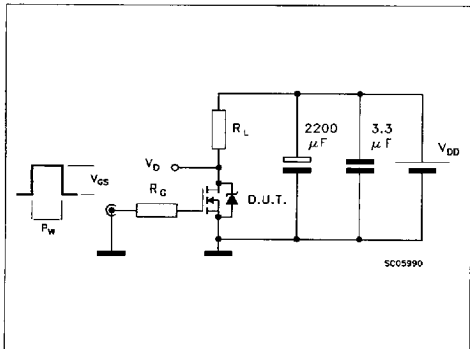 R_L
2200 μF
3.3 μF
V_DD
V_D
V_GS
R_G
D.U.T.
P_W
SC05990